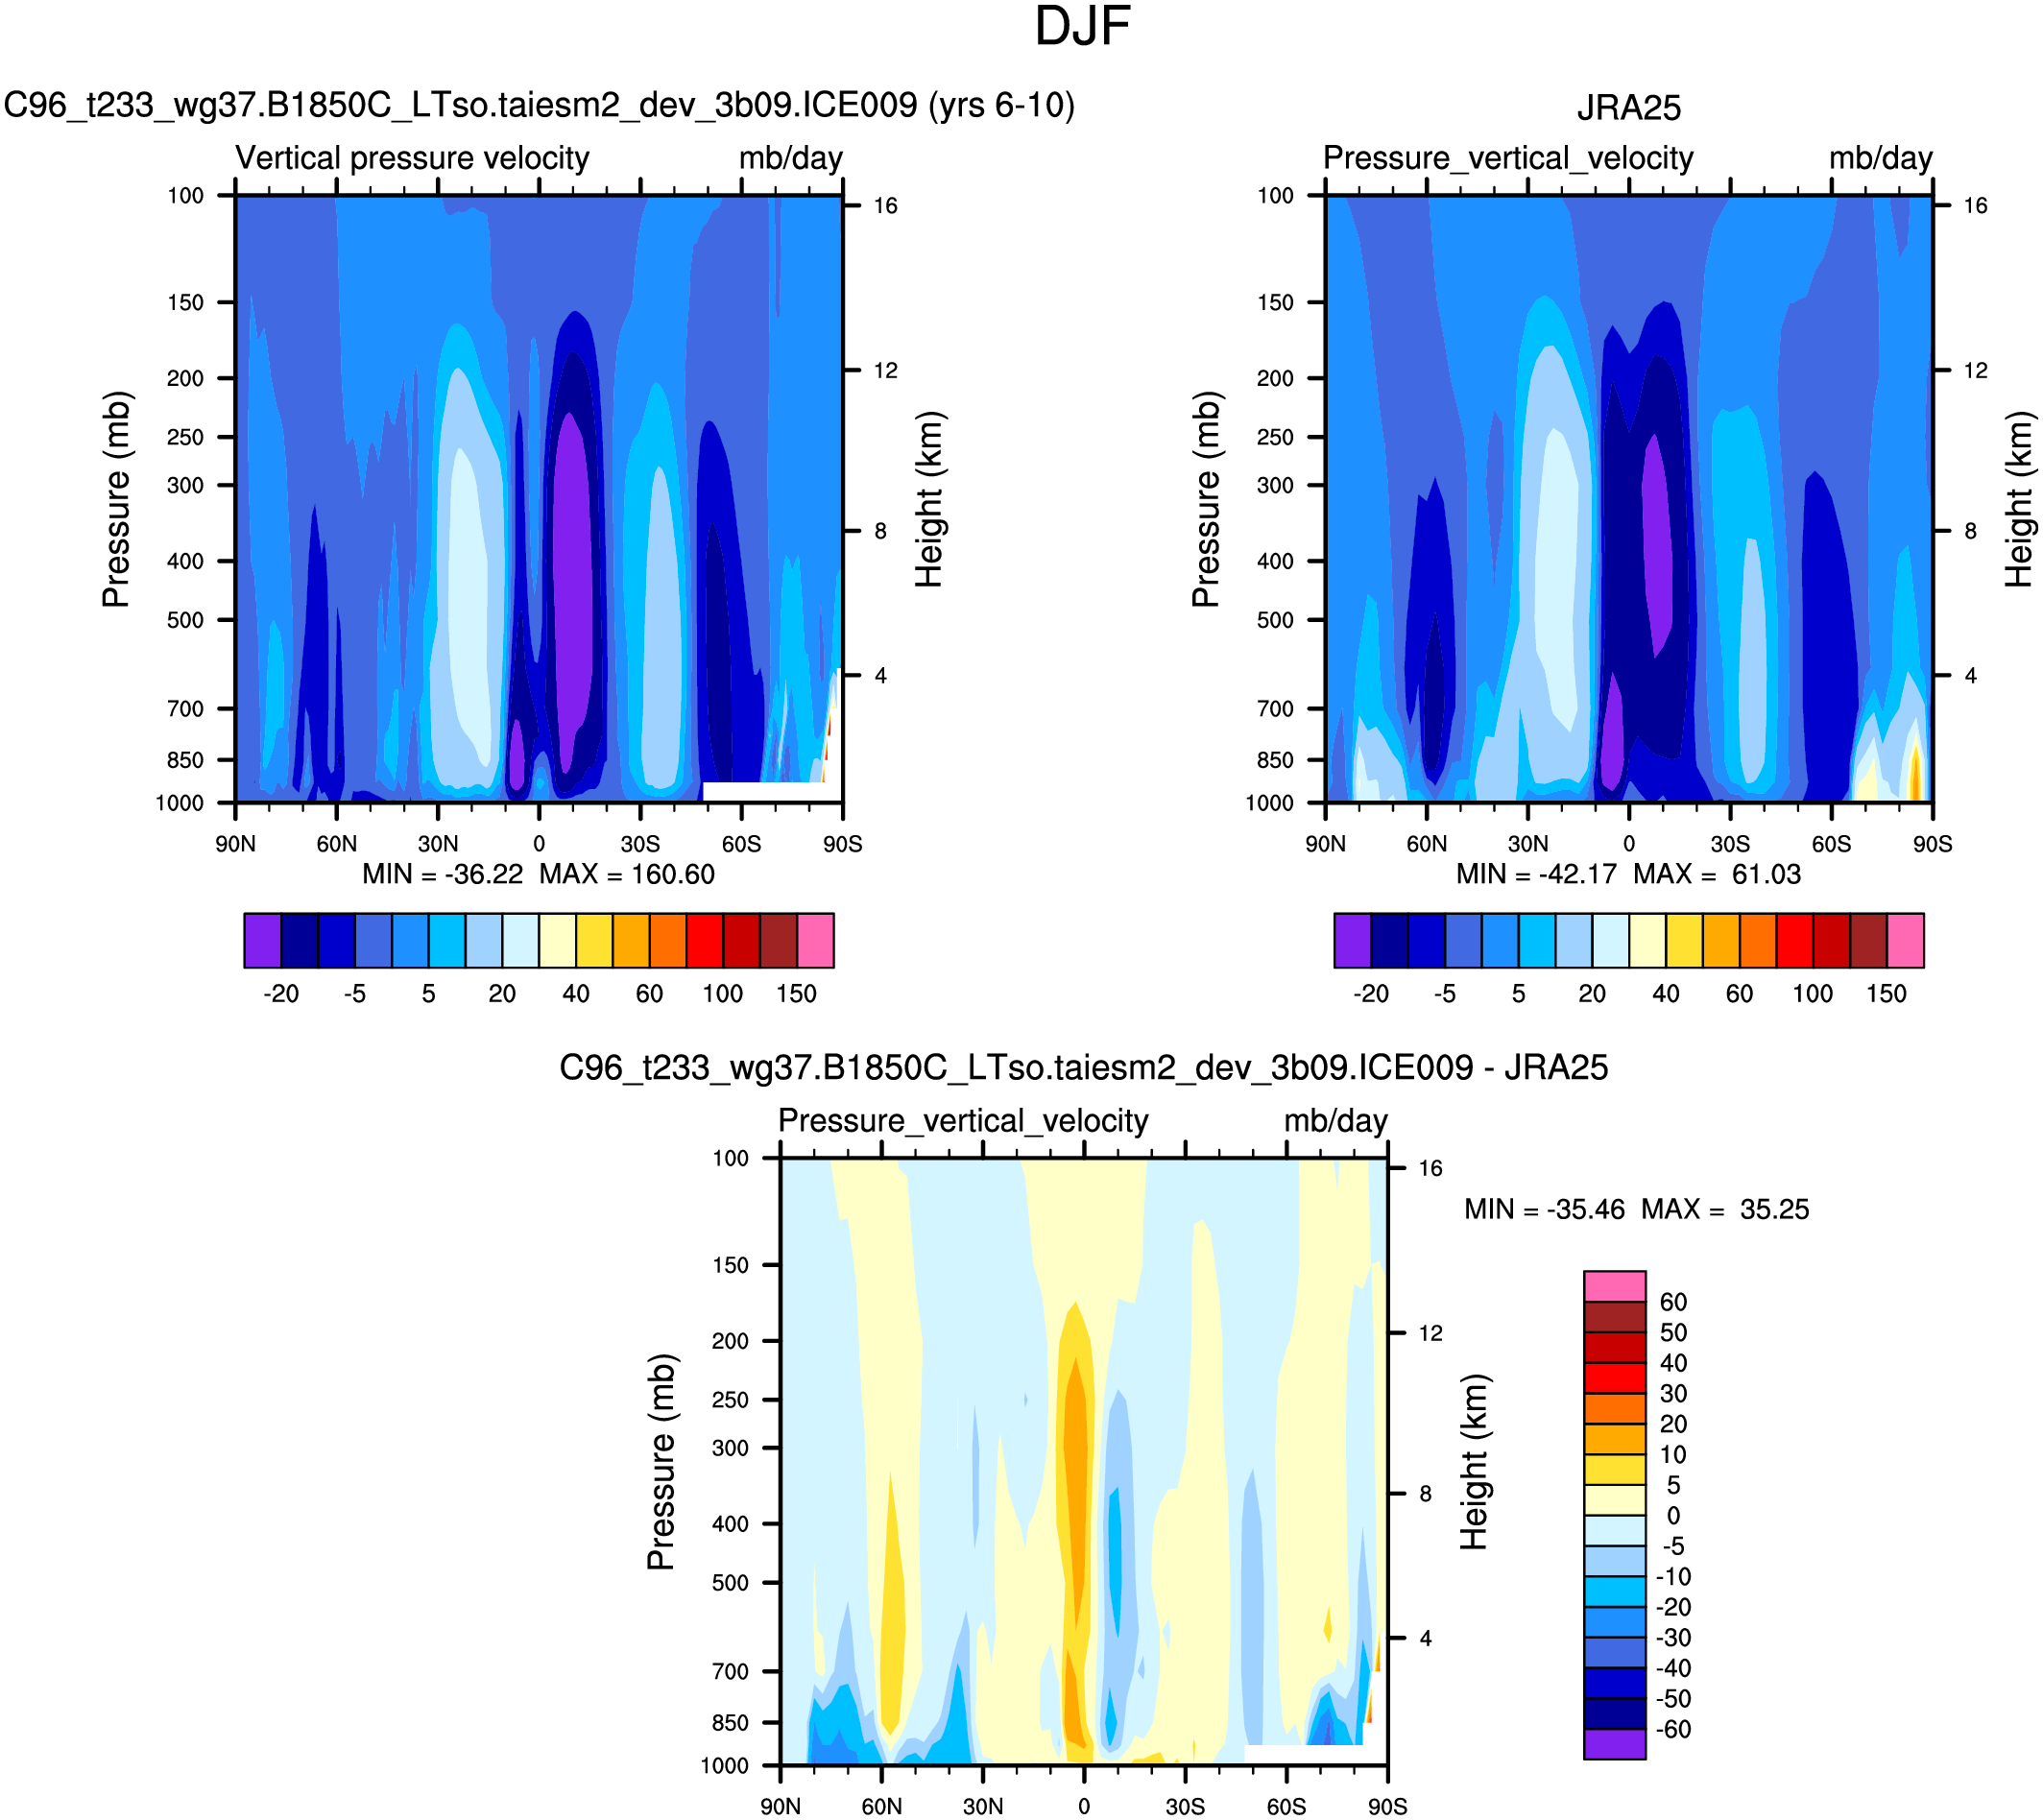 DJF
C96_t233_wg37.B1850C_LTso.taiesm2_dev_3b09.ICE009 (yrs 6-10)
Vertical pressure velocity mb/day
Pressure (mb)
100
150
200
250
300
400
500
700
850
1000
16
12
8
4
Height (km)
90N 60N 30N 0 30S 60S 90S
MIN = -36.22 MAX = 160.60
-20 -5 5 20 40 60 100 150
JRA25
Pressure_vertical_velocity mb/day
Pressure (mb)
100
150
200
250
300
400
500
700
850
1000
16
12
8
4
Height (km)
90N 60N 30N 0 30S 60S 90S
MIN = -42.17 MAX = 61.03
-20 -5 5 20 40 60 100 150
C96_t233_wg37.B1850C_LTso.taiesm2_dev_3b09.ICE009 - JRA25
Pressure_vertical_velocity mb/day
Pressure (mb)
100
150
200
250
300
400
500
700
850
1000
16
12
8
4
Height (km)
90N 60N 30N 0 30S 60S 90S
MIN = -35.46 MAX = 35.25
60
50
40
30
20
10
5
0
-5
-10
-20
-30
-40
-50
-60